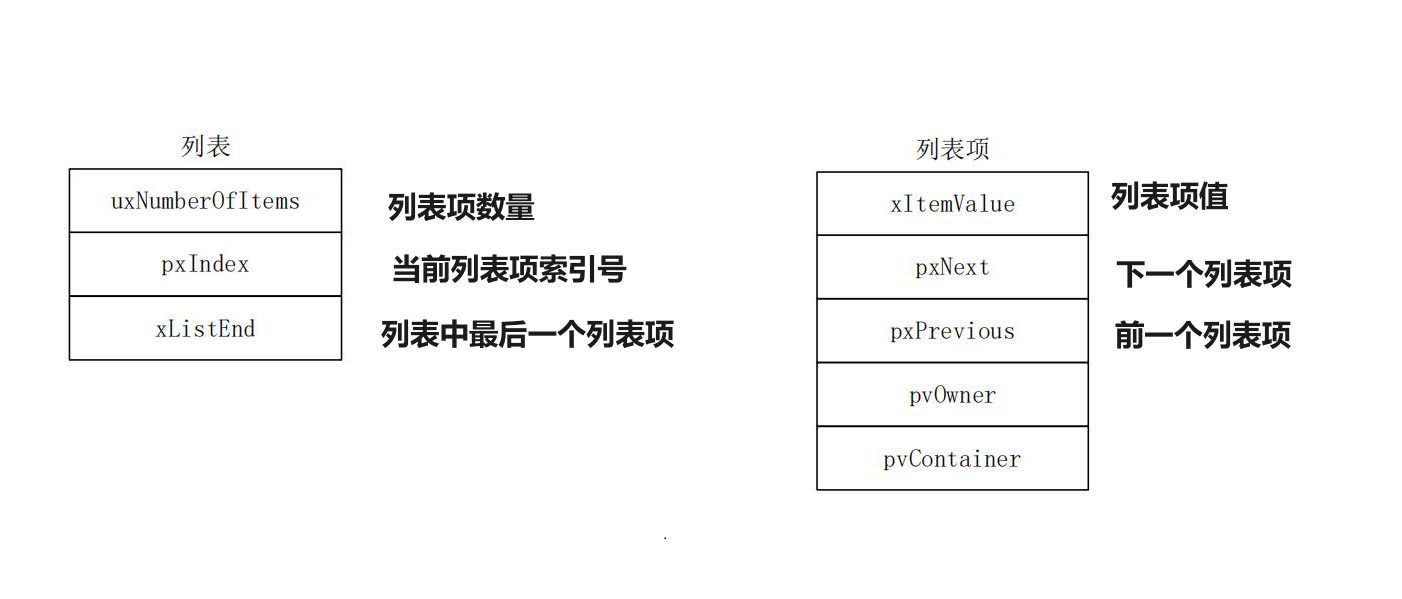 列表
uxNumberOfItems
列表项数量
pxIndex
当前列表项索引号
xListEnd
列表中最后一个列表项
列表项
xItemValue
列表项值
pxNext
下一个列表项
pxPrevious
前一个列表项
pvOwner
pvContainer